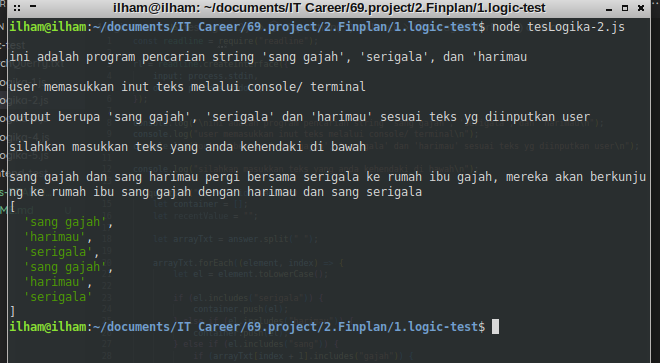 ilham@ilham:~/documents/IT Career/69.project/2.Finplan/1.logic-test
ilham@ilham:~/documents/IT Career/69.project/2.Finplan/1.logic-test$ node tesLogika-2.js
ini adalah program pencarian string 'sang gajah', 'serigala', dan 'harimau
user memasukkan inut teks melalui console/ terminal
output berupa 'sang gajah', 'serigala' dan 'harimau' sesuai teks yg diinputkan user
silahkan masukkan teks yang anda kehendaki di bawah
sang gajah dan sang harimau pergi bersama serigala ke rumah ibu gajah, mereka akan berkunju
ng ke rumah ibu sang gajah dengan harimau dan sang serigala
[
'sang gajah',
'harimau',
'serigala',
'sang gajah',
'harimau',
'serigala'
]
ilham@ilham:~/documents/IT Career/69.project/2.Finplan/1.logic-test$